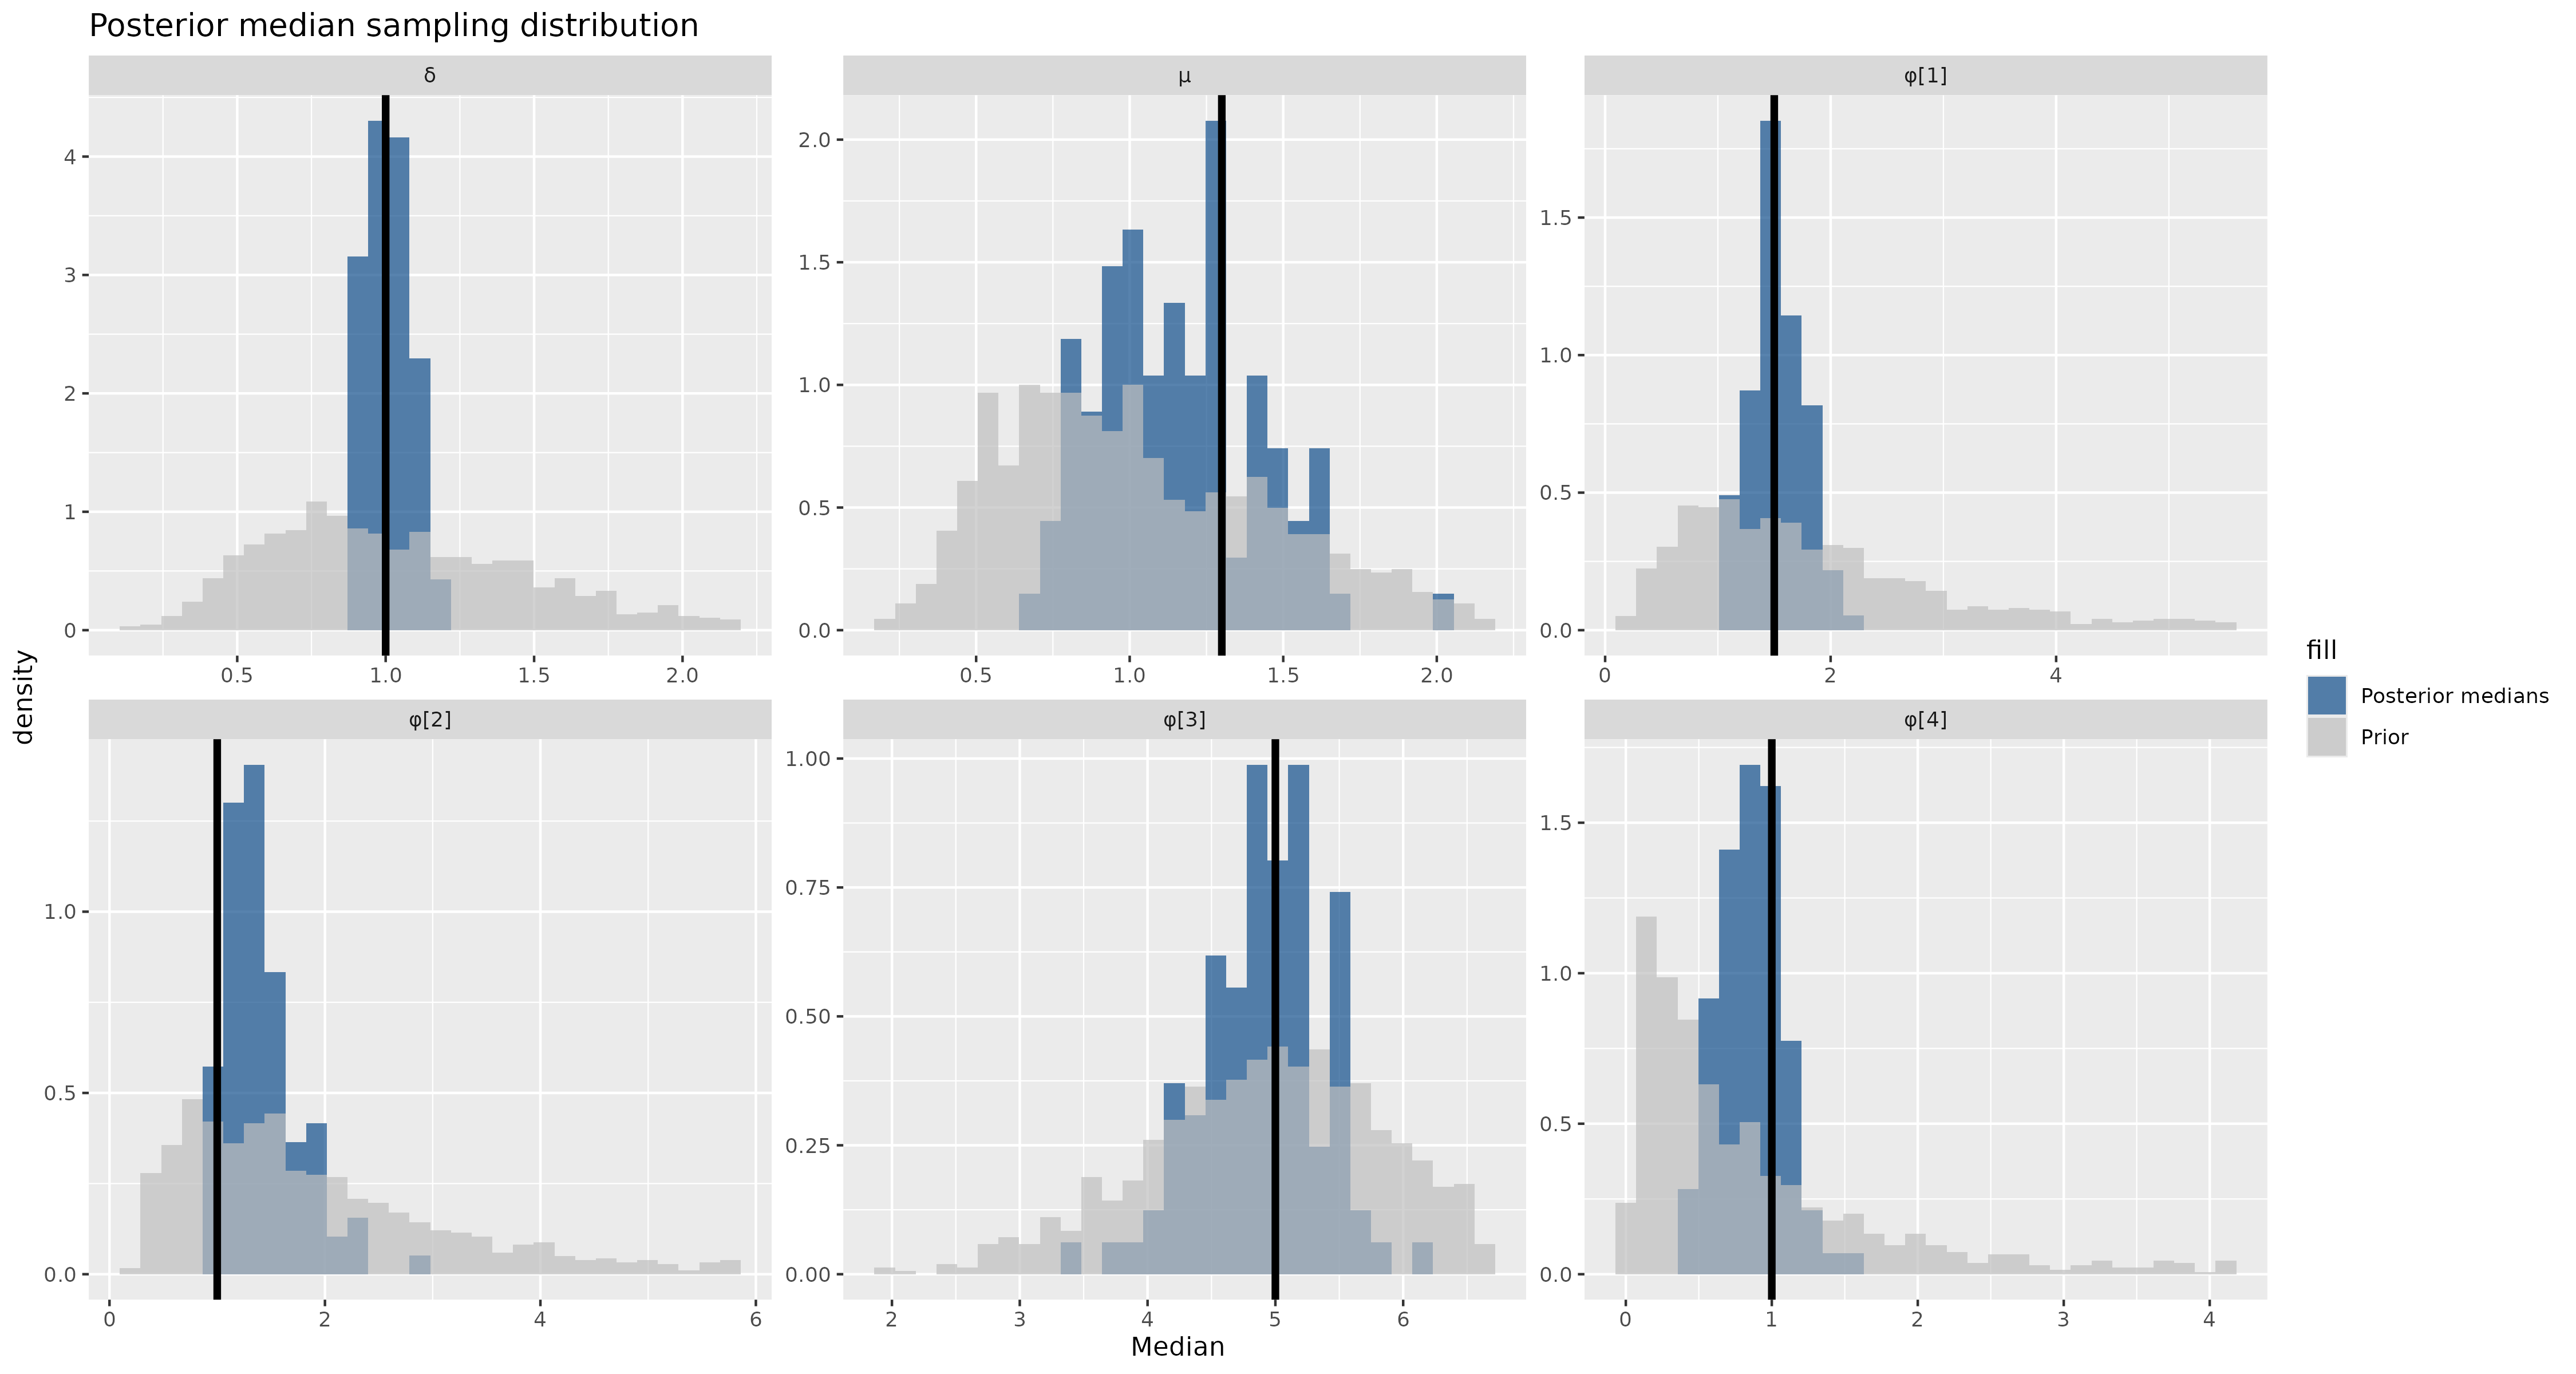 Posterior median sampling distribution
δ
μ
φ[1]
4
3
2
1
0
2.0
1.5
1.0
0.5
0.0
1.5
1.0
0.5
0.0
0.5 1.0 1.5 2.0
0.5 1.0 1.5 2.0
0 2 4
density
φ[2]
φ[3]
φ[4]
1.0
0.5
0.0
1.00
0.75
0.50
0.25
0.00
1.5
1.0
0.5
0.0
0 2 4 6
2 3 4 5 6
0 1 2 3 4
Median
fill
Posterior medians
Prior